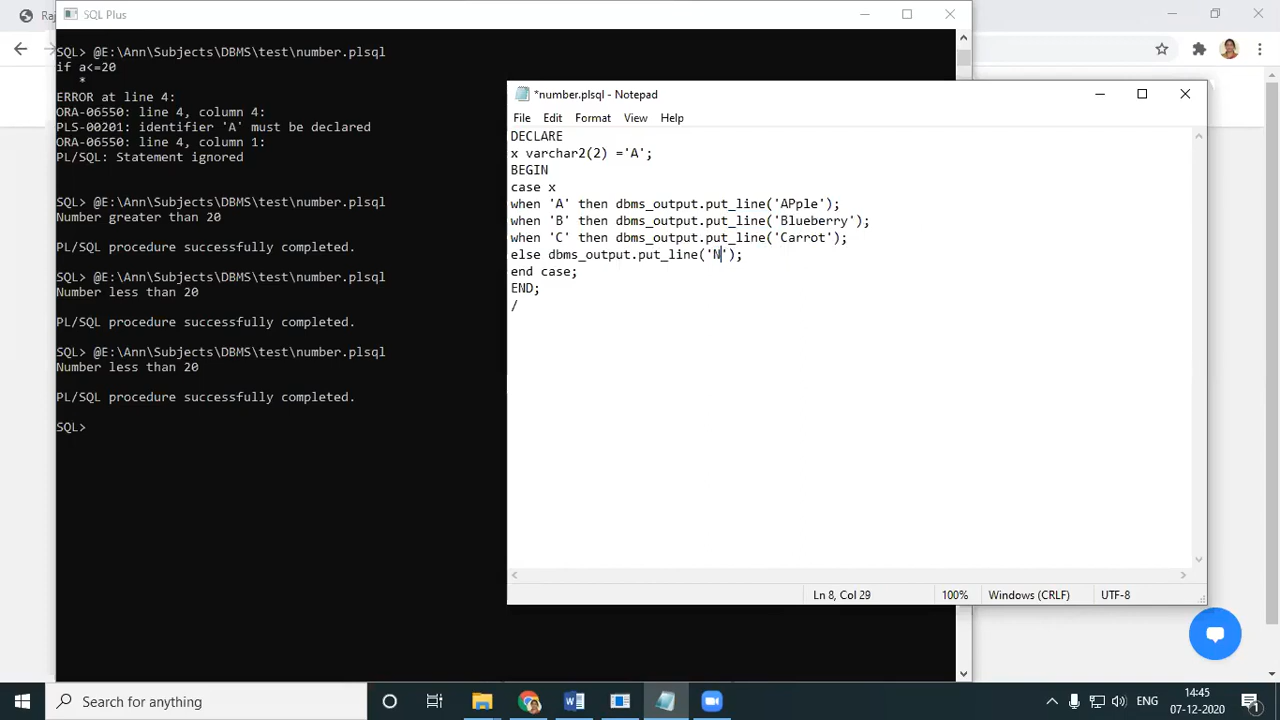 Ra
SQL Plus
SQL> @E:\Ann\Subjects\DBMS\test\number.plsql
if a<=20
*
ERROR at line 4:
ORA-06550: line 4, column 4:
PLS-00201: identifier 'A' must be declared
ORA-06550: line 4, column 1:
PL/SQL: Statement ignored
SQL> @E:\Ann\Subjects\DBMS\test\number.plsql
Number greater than 20
PL/SQL procedure successfully completed.
SQL> @E:\Ann\Subjects\DBMS\test\number.plsql
Number less than 20
PL/SQL procedure successfully completed.
SQL> @E:\Ann\Subjects\DBMS\test\number.plsql
Number less than 20
PL/SQL procedure successfully completed.
SQL>
*number.plsql - Notepad
File Edit Format View Help
DECLARE
x varchar2(2) ='A';
BEGIN
case x
when 'A' then dbms_output.put_line('APple');
when 'B' then dbms_output.put_line('Blueberry');
when 'C' then dbms_output.put_line('Carrot');
else dbms_output.put_line('N');
end case;
END;
/
Ln 8, Col 29 100% Windows (CRLF) UTF-8
Search for anything
ENG
14:45
07-12-2020
1